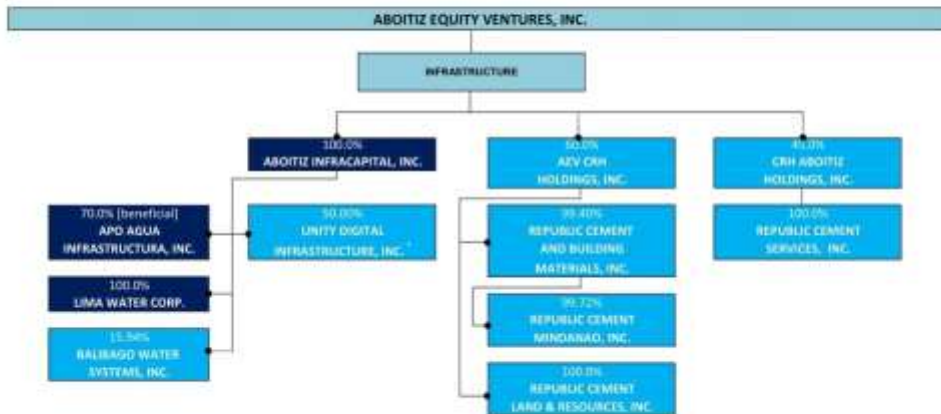 ABOITIZ EQUITY VENTURES, INC.
INFRASTRUCTURE
100.0%
ABOITIZ INFRACAPITAL, INC.
60.0%
AEV CRH
HOLDINGS, INC.
45.0%
CRH ABOITIZ
HOLDINGS, INC.
70.0% [beneficial]
APO AGUA
INFRASTRUCTURA, INC.
50.00%
UNITY DIGITAL
INFRASTRUCTURE, INC.
99.40%
REPUBLIC CEMENT
AND BUILDING
MATERIALS, INC.
100.0%
REPUBLIC CEMENT
SERVICES, INC.
100.0%
LIMA WATER CORP.
99.72%
REPUBLIC CEMENT
MINDANAO, INC.
15.94%
BALIBAGO WATER
SYSTEMS, INC.
100.0%
REPUBLIC CEMENT
LAND & RESOURCES, INC.